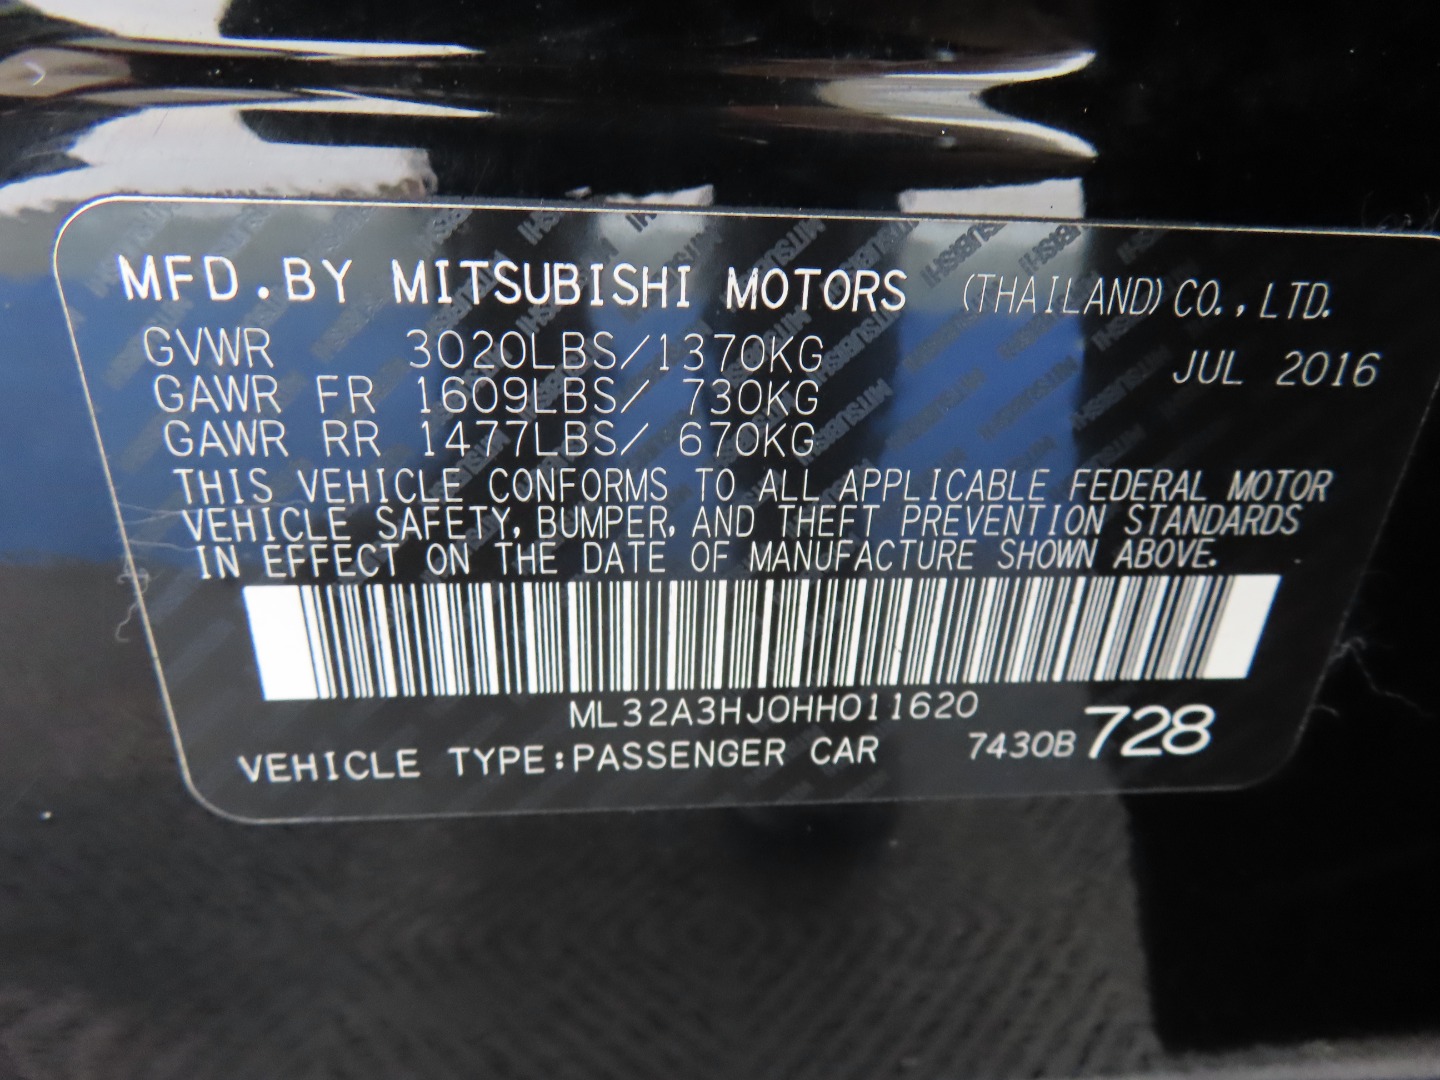 MFD.BY MITSUBISHI MOTORS (THAILAND)CO.,LTD.
GVWR 3020LBS/1370KG JUL 2016
GAWR FR 1609LBS/ 730KG
GAWR RR 1477LBS/ 670KG
THIS VEHICLE CONFORMS TO ALL APPLICABLE FEDERAL MOTOR
VEHICLE SAFETY, BUMPER, AND THEFT PREVENTION STANDARDS
IN EFFECT ON THE DATE OF MANUFACTURE SHOWN ABOVE.
ML32A3HJ0HH011620
VEHICLE TYPE:PASSENGER CAR 7430B 728